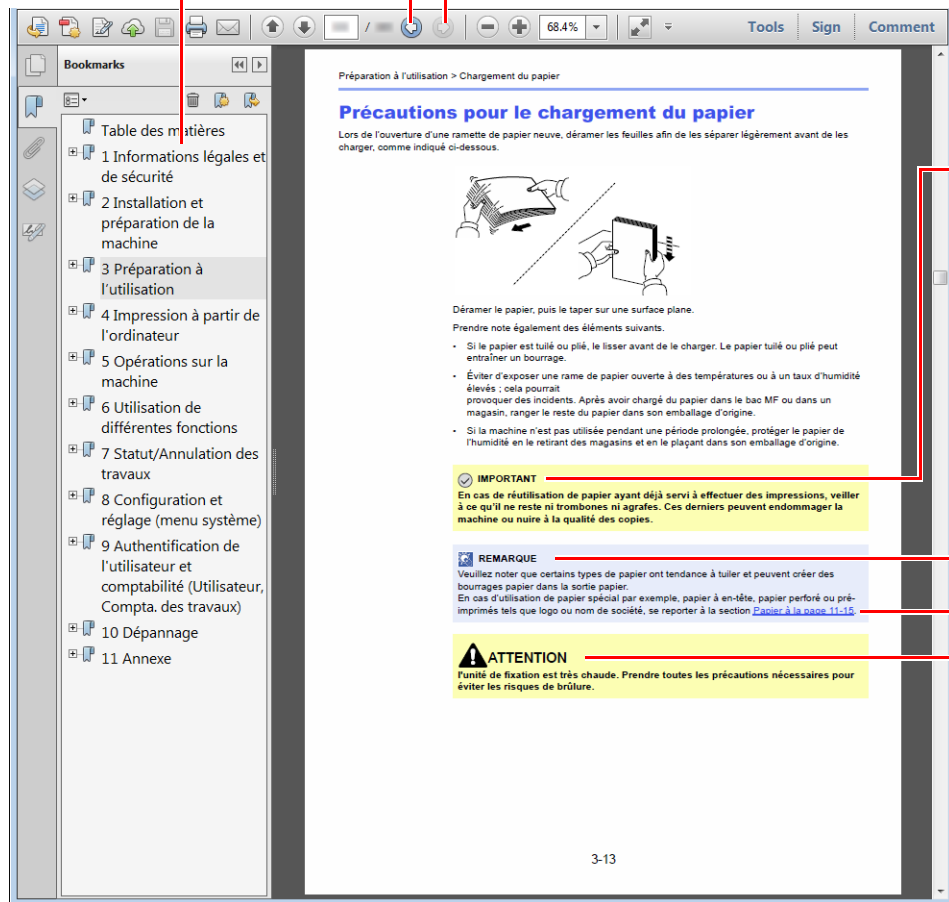 /
68.4%
Tools
Sign
Comment
Bookmarks
Table des matières
1 Informations légales et
de sécurité
2 Installation et
préparation de la
machine
3 Préparation à
l'utilisation
4 Impression à partir de
l'ordinateur
5 Opérations sur la
machine
6 Utilisation de
différentes fonctions
7 Statut/Annulation des
travaux
8 Configuration et
réglage (menu système)
9 Authentification de
l'utilisateur et
comptabilité (Utilisateur,
Compta. des travaux)
10 Dépannage
11 Annexe
Préparation à l'utilisation > Chargement du papier
Précautions pour le chargement du papier
Lors de l'ouverture d'une ramette de papier neuve, déramer les feuilles afin de les séparer légèrement avant de les
charger, comme indiqué ci-dessous.
Déramer le papier, puis le taper sur une surface plane.
Prendre note également des éléments suivants.
• Si le papier est tuilé ou plié, le lisser avant de le charger. Le papier tuilé ou plié peut
entraîner un bourrage.
• Éviter d'exposer une rame de papier ouverte à des températures ou à un taux d'humidité
élevés ; cela pourrait
provoquer des incidents. Après avoir chargé du papier dans le bac MF ou dans un
magasin, ranger le reste du papier dans son emballage d'origine.
• Si la machine n'est pas utilisée pendant une période prolongée, protéger le papier de
l'humidité en le retirant des magasins et en le plaçant dans son emballage d'origine.
IMPORTANT
En cas de réutilisation de papier ayant déjà servi à effectuer des impressions, veiller
à ce qu'il ne reste ni trombones ni agrafes. Ces derniers peuvent endommager la
machine ou nuire à la qualité des copies.
REMARQUE
Veuillez noter que certains types de papier ont tendance à tuiler et peuvent créer des
bourrages papier dans la sortie papier.
En cas d'utilisation de papier spécial par exemple, papier à en-tête, papier perforé ou pré-
imprimés tels que logo ou nom de société, se reporter à la section Papier à la page 11-15.
ATTENTION
l'unité de fixation est très chaude. Prendre toutes les précautions nécessaires pour
éviter les risques de brûlure.
3-13